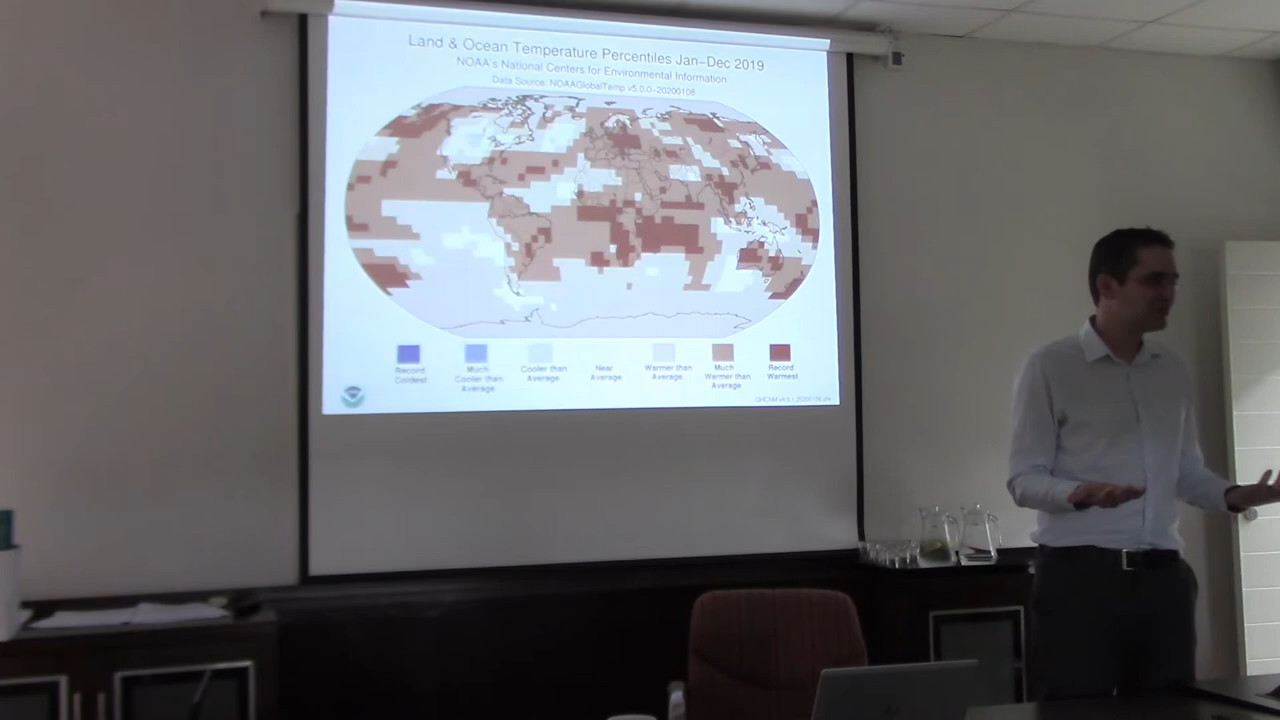 Land & Ocean Temperature Percentiles Jan–Dec 2019
NOAA's National Centers for Environmental Information
Data Source: NOAAGlobalTemp v5.0.0–20200108
Record
Coldest
Much
Cooler than
Average
Cooler than
Average
Near
Average
Warmer than
Average
Much
Warmer than
Average
Record
Warmest